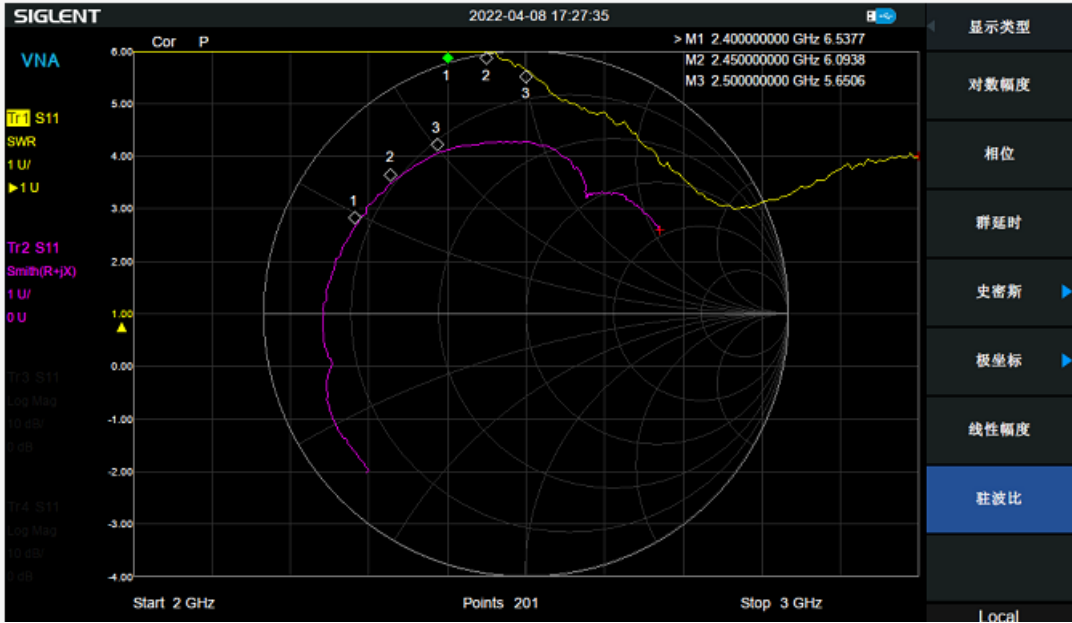 SIGLENT
2022-04-08 17:27:35
VNA
Cor P
> M1 2.400000000 GHz 6.5377
M2 2.450000000 GHz 6.0938
M3 2.500000000 GHz 5.6506
Tr1 S11
SWR
1 U/
▶1 U
Tr2 S11
Smith(R+jX)
1 U/
0 U
Tr3 S11
Log Mag
10 dB/
0 dB
Tr4 S11
Log Mag
10 dB/
0 dB
6.00
5.00
4.00
3.00
2.00
1.00
0.00
-1.00
-2.00
-3.00
-4.00
1
2
3
3
2
1
Start 2 GHz
Points 201
Stop 3 GHz
显示类型
对数幅度
相位
群延时
史密斯
极坐标
线性幅度
驻波比
Local